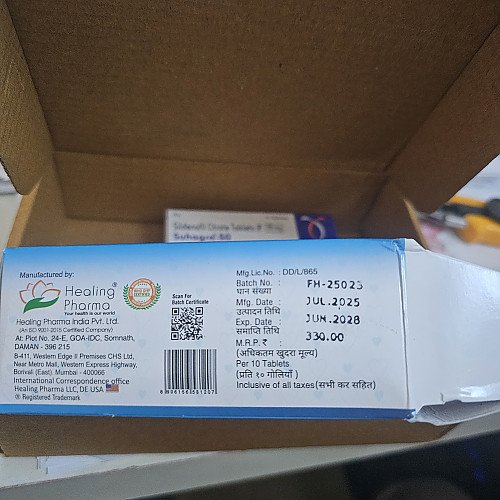 Sildenafil Citrate Tablets IP
Suhagra-50
Manufactured by:
Healing
Pharma
Your health is our world
Healing Pharma India Pvt. Ltd.
(An ISO 9001-2015 Certified Company)
At: Plot No. 24-E, GOA-IDC, Somnath,
DAMAN - 396 215
B-411, Western Edge II Premises CHS Ltd,
Near Metro Mall, Western Express Highway,
Borivali (East). Mumbai - 400066
International Correspondence office
Healing Pharma LLC, DE USA
® Registered Trademark
Scan For
Batch Certificate
Mfg.Lic.No. : DD/L/865
Batch No. : FH-25023
धान संख्या
Mfg. Date : JUL.2025
उत्पादन तिथि
Exp. Date : JUN.2028
समाप्ति तिथि
M.R.P. ₹ : 330.00
(अधिकतम खुदरा मूल्य)
Per 10 Tablets
(प्रति १० गोलियां)
Inclusive of all taxes(सभी कर सहित)